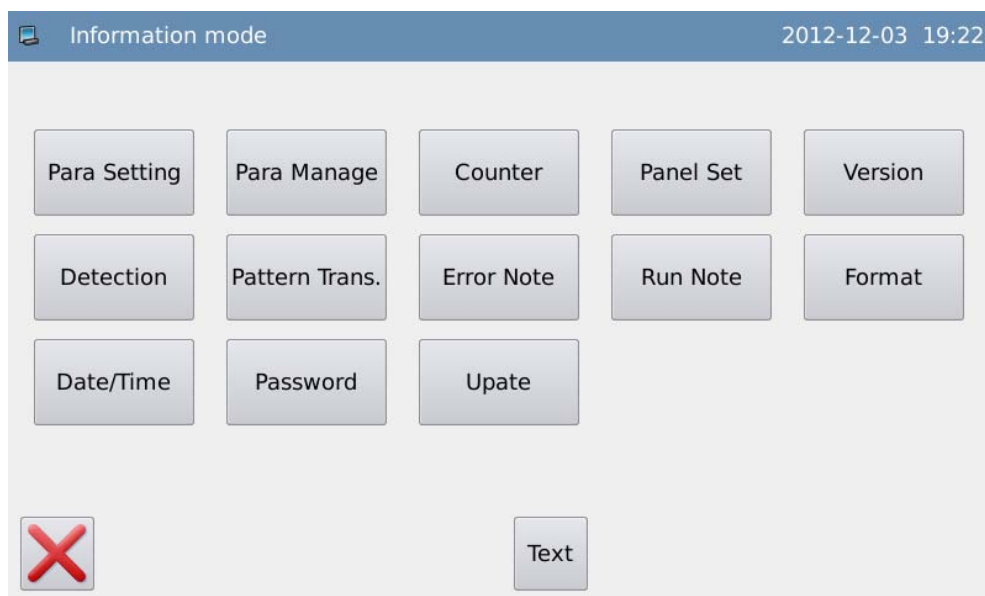 Information mode 2012-12-03 19:22
Para Setting Para Manage Counter Panel Set Version
Detection Pattern Trans. Error Note Run Note Format
Date/Time Password Upate
Text